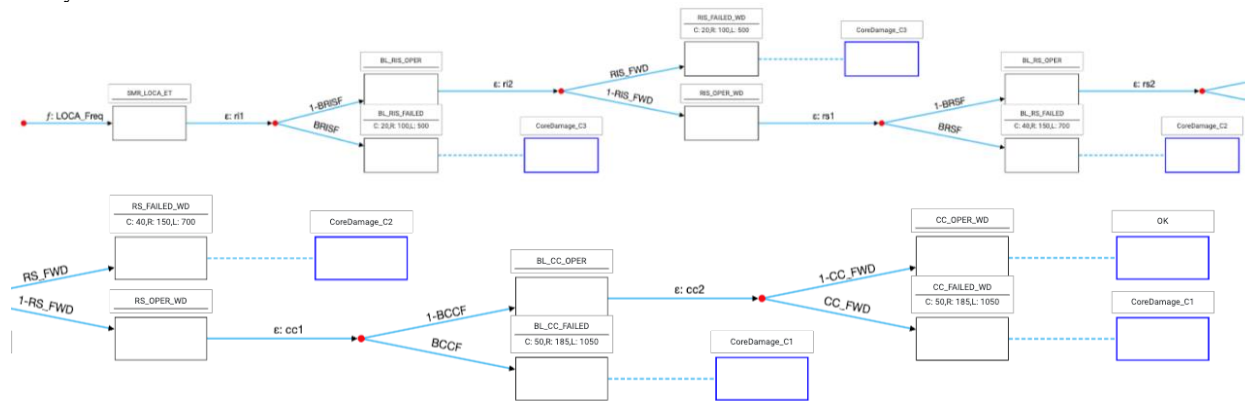 RIS_FAILED_WD
C: 20,R: 100,L: 500
CoreDamage_C3
BL_RIS_OPER
BL_RS_OPER
RIS_FWD
SMR_LOCA_ET
ε: ri2
ε: rs2
1-BRISF
1-RIS_FWD
RIS_OPER_WD
1-BRSF
BL_RIS_FAILED
C: 20,R: 100,L: 500
BL_RS_FAILED
C: 40,R: 150,L: 700
ƒ: LOCA_Freq
ε: ri1
ε: rs1
BRISF
CoreDamage_C3
BRSF
CoreDamage_C2
RS_FAILED_WD
C: 40,R: 150,L: 700
CoreDamage_C2
CC_OPER_WD
OK
RS_FWD
BL_CC_OPER
1-CC_FWD
1-RS_FWD
RS_OPER_WD
ε: cc2
CC_FAILED_WD
C: 50,R: 185,L: 1050
CoreDamage_C1
1-BCCF
CC_FWD
ε: cc1
BL_CC_FAILED
C: 50,R: 185,L: 1050
BCCF
CoreDamage_C1